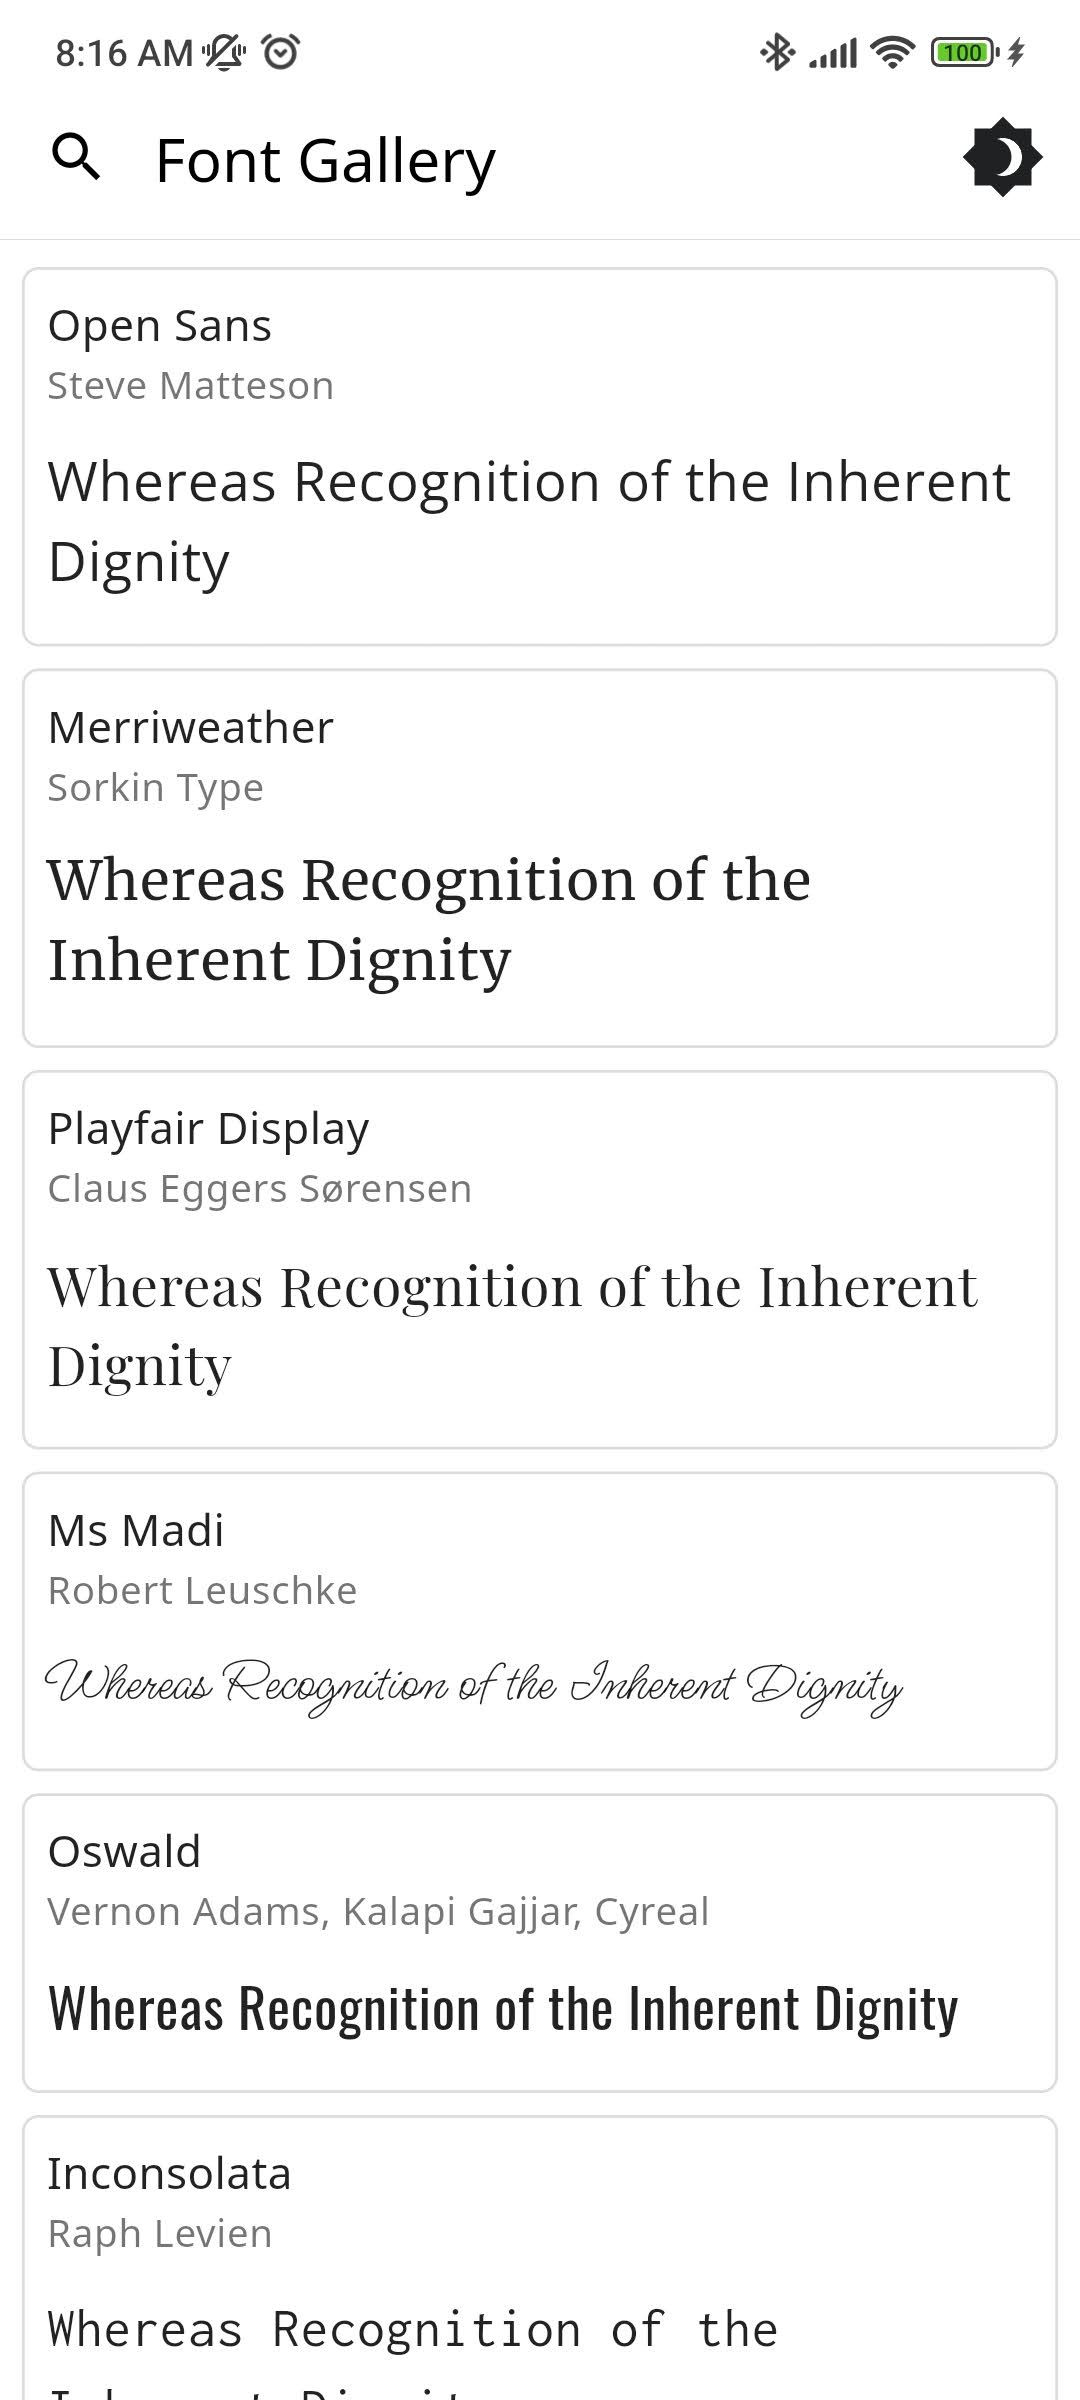 8:16 AM
100
Font Gallery
Open Sans
Steve Matteson
Whereas Recognition of the Inherent
Dignity
Merriweather
Sorkin Type
Whereas Recognition of the
Inherent Dignity
Playfair Display
Claus Eggers Sørensen
Whereas Recognition of the Inherent
Dignity
Ms Madi
Robert Leuschke
Whereas Recognition of the Inherent Dignity
Oswald
Vernon Adams, Kalapi Gajjar, Cyreal
Whereas Recognition of the Inherent Dignity
Inconsolata
Raph Levien
Whereas Recognition of the